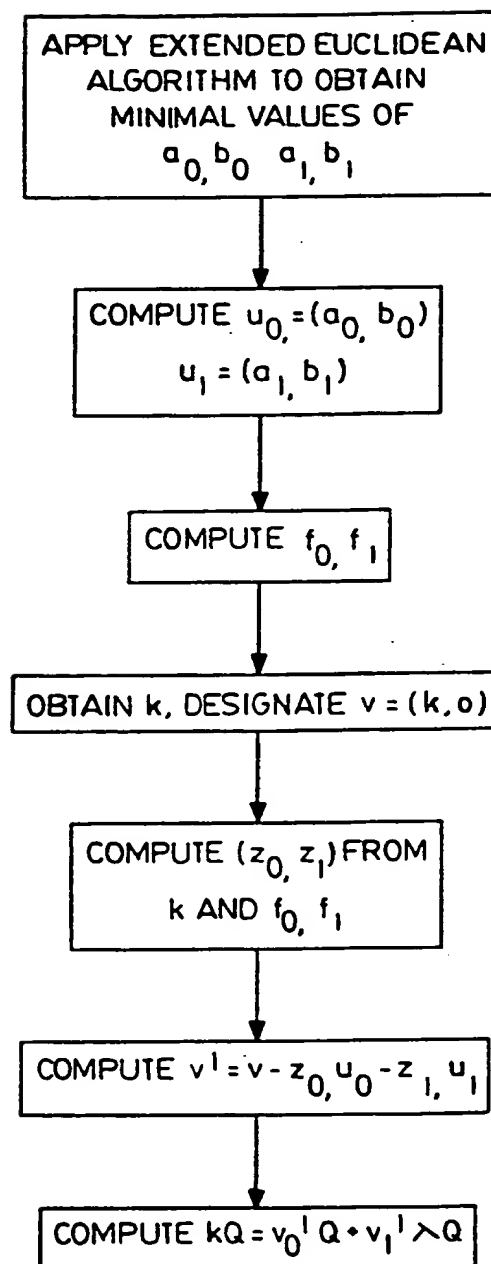 APPLY EXTENDED EUCLIDEAN
ALGORITHM TO OBTAIN
MINIMAL VALUES OF
a₀, b₀ a₁, b₁
COMPUTE u₀, = (a₀, b₀)
u₁ = (a₁, b₁)
COMPUTE f₀, f₁
OBTAIN k, DESIGNATE v = (k, o)
COMPUTE (z₀, z₁) FROM
k AND f₀, f₁
COMPUTE v¹ = v - z₀, u₀ - z₁, u₁
COMPUTE kQ = v₀¹ Q + v₁¹ λQ